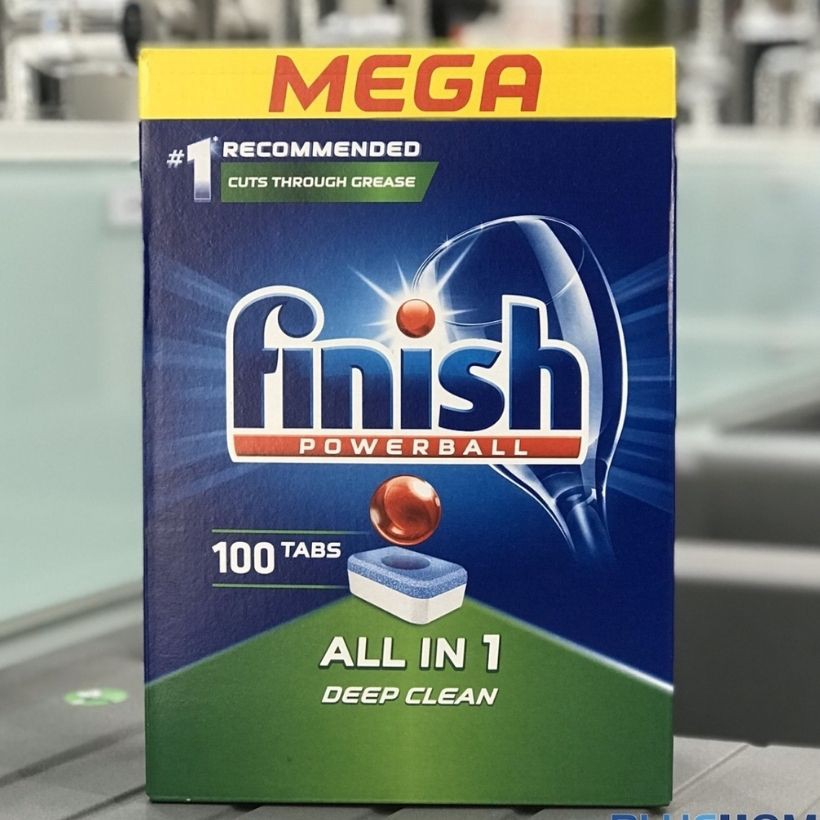 MEGA
#1* RECOMMENDED
CUTS THROUGH GREASE
finish
POWERBALL
100 TABS
ALL IN 1
DEEP CLEAN